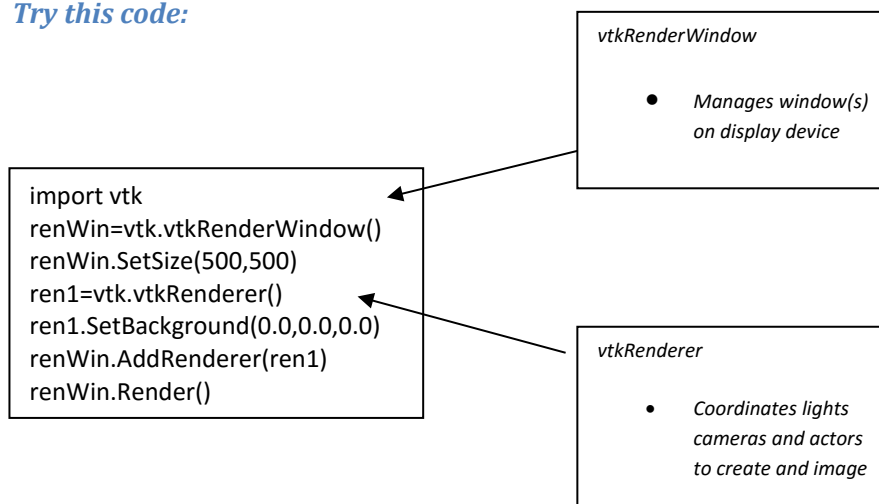 Try this code:
vtkRenderWindow
● Manages window(s)
on display device
import vtk
renWin=vtk.vtkRenderWindow()
renWin.SetSize(500,500)
ren1=vtk.vtkRenderer()
ren1.SetBackground(0.0,0.0,0.0)
renWin.AddRenderer(ren1)
renWin.Render()
vtkRenderer
• Coordinates lights
cameras and actors
to create and image